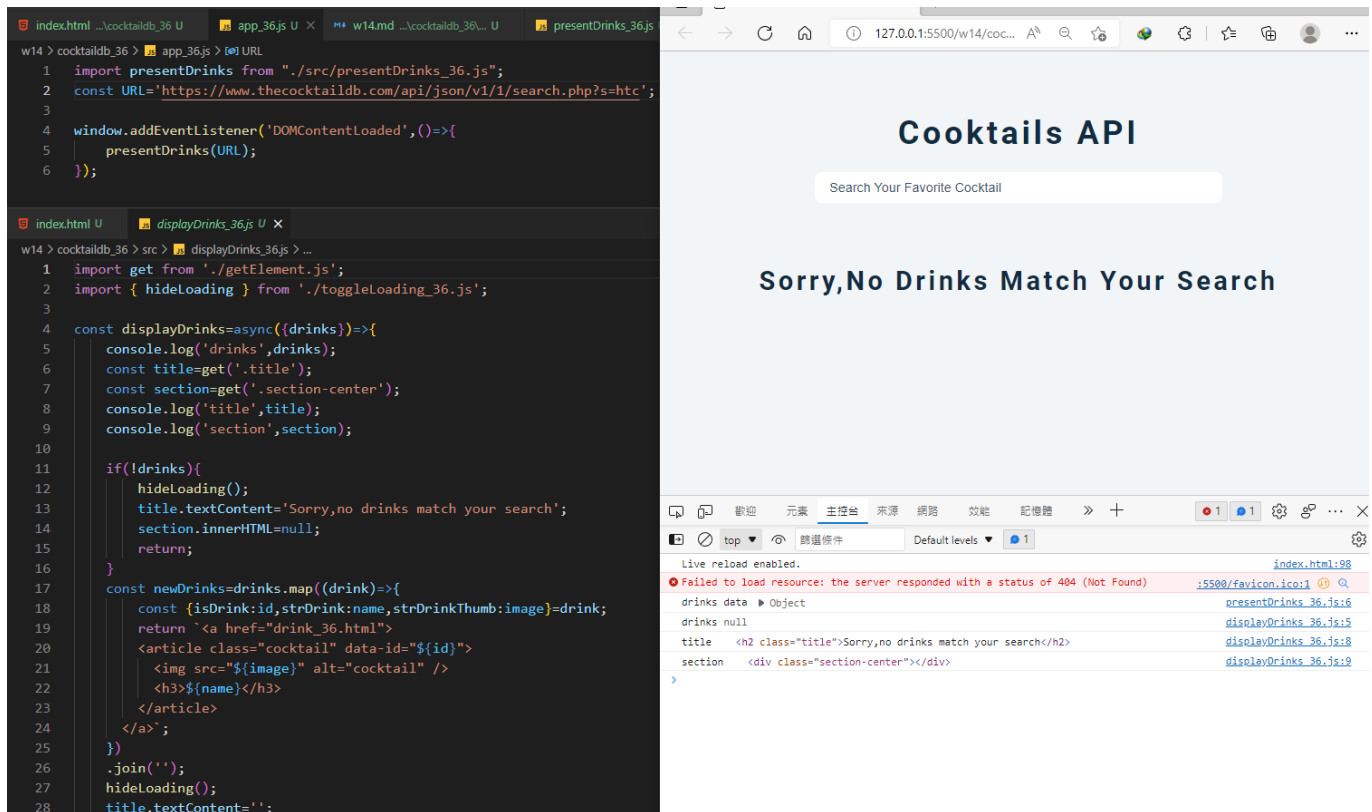 index.html ...\cocktaildb_36 U
app_36.js U
w14.md ...\cocktaildb_36\... U
presentDrinks_36.js
w14 > cocktaildb_36 > app_36.js > URL
1 import presentDrinks from "./src/presentDrinks_36.js";
2 const URL='https://www.thecocktaildb.com/api/json/v1/1/search.php?s=htc';
3
4 window.addEventListener('DOMContentLoaded',()=>{
5 presentDrinks(URL);
6 });
index.html U
displayDrinks_36.js U
w14 > cocktaildb_36 > src > displayDrinks_36.js > ...
1 import get from './getElement.js';
2 import { hideLoading } from './toggleLoading_36.js';
3
4 const displayDrinks=async({drinks})=>{
5 console.log('drinks',drinks);
6 const title=get('.title');
7 const section=get('.section-center');
8 console.log('title',title);
9 console.log('section',section);
10
11 if(!drinks){
12 hideLoading();
13 title.textContent='Sorry,no drinks match your search';
14 section.innerHTML=null;
15 return;
16 }
17 const newDrinks=drinks.map((drink)=>{
18 const {isDrink:id,strDrink:name,strDrinkThumb:image}=drink;
19 return `<a href="drink_36.html">
20 <article class="cocktail" data-id="${id}">
21 <img src="${image}" alt="cocktail" />
22 <h3>${name}</h3>
23 </article>
24 </a>`;
25 })
26 .join('');
27 hideLoading();
28 title.textContent='';
127.0.0.1:5500/w14/coc...
Cooktails API
Search Your Favorite Cocktail
Sorry,No Drinks Match Your Search
歡迎 元素 主控台 來源 網路 效能 記憶體
1 1
top 篩選條件 Default levels 1
Live reload enabled. index.html:98
Failed to load resource: the server responded with a status of 404 (Not Found) :5500/favicon.ico:1
drinks data Object presentDrinks_36.js:6
drinks null displayDrinks_36.js:5
title <h2 class="title">Sorry,no drinks match your search</h2> displayDrinks_36.js:8
section <div class="section-center"></div> displayDrinks_36.js:9